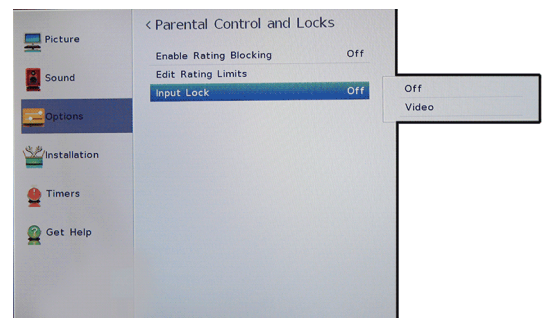 Picture
Sound
Options
Installation
Timers
Get Help
< Parental Control and Locks
Enable Rating Blocking Off
Edit Rating Limits
Input Lock Off
Off
Video